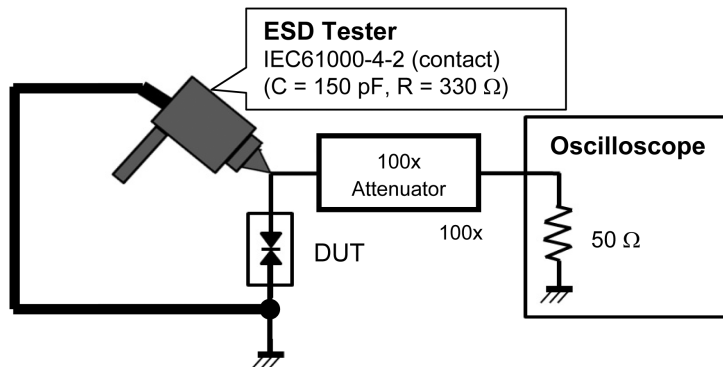 ESD Tester
IEC61000-4-2 (contact)
(C = 150 pF, R = 330 Ω)
Oscilloscope
100x
Attenuator
100x
50 Ω
DUT